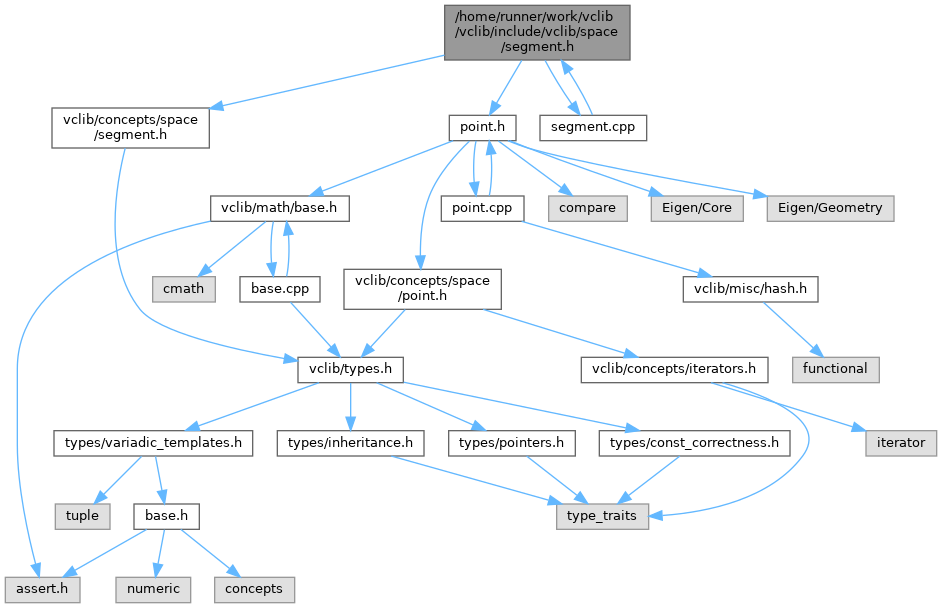 /home/runner/work/vclib
/vclib/include/vclib/space
/segment.h
vclib/concepts/space
/segment.h
point.h
segment.cpp
vclib/math/base.h
point.cpp
compare
Eigen/Core
Eigen/Geometry
cmath
base.cpp
vclib/concepts/space
/point.h
vclib/misc/hash.h
vclib/types.h
vclib/concepts/iterators.h
functional
types/variadic_templates.h
types/inheritance.h
types/pointers.h
types/const_correctness.h
iterator
tuple
base.h
type_traits
assert.h
numeric
concepts